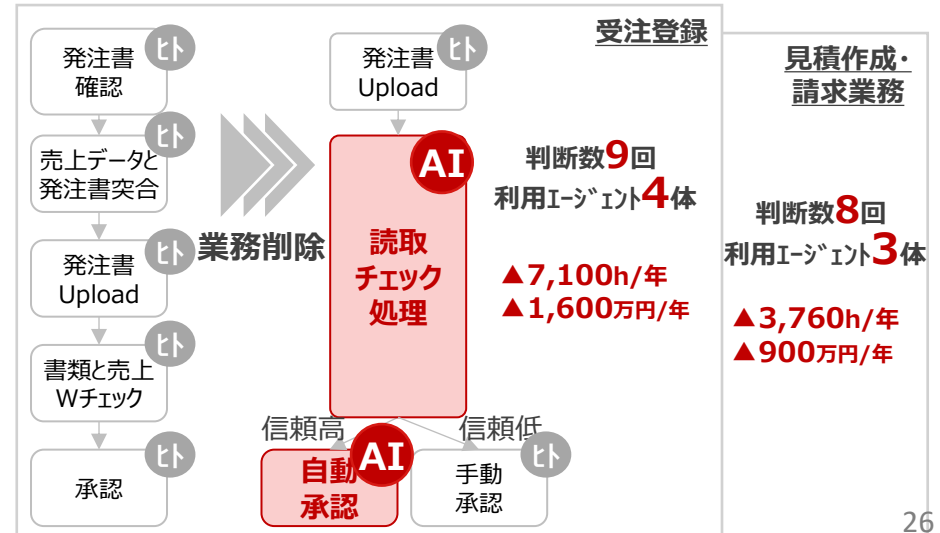 受注登録
見積作成・
請求業務
発注書
確認
ヒト
売上データと
発注書突合
ヒト
発注書
Upload
ヒト
書類と売上
Wチェック
ヒト
承認
ヒト
業務削除
発注書
Upload
ヒト
AI
読取
チェック
処理
信頼高
信頼低
自動
承認
AI
手動
承認
ヒト
判断数9回
利用ｴｰｼﾞｪﾝﾄ4体
▲7,100h/年
▲1,600万円/年
判断数8回
利用ｴｰｼﾞｪﾝﾄ3体
▲3,760h/年
▲900万円/年
26